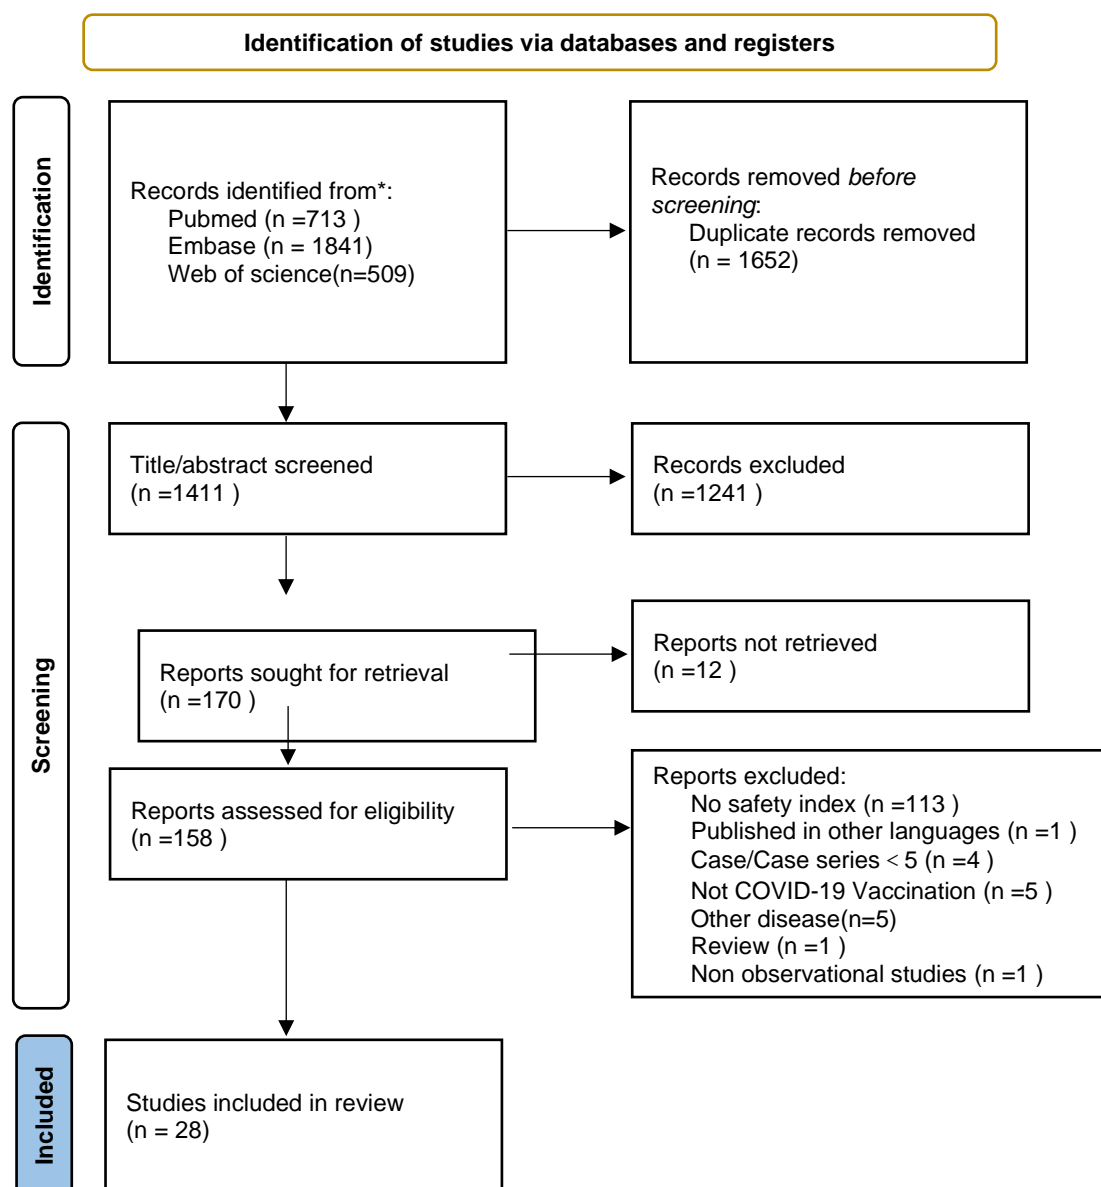 Identification of studies via databases and registers
Identification
Records identified from*:
Pubmed (n =713 )
Embase (n = 1841)
Web of science(n=509)
Records removed before
screening:
Duplicate records removed
(n = 1652)
Screening
Title/abstract screened
(n =1411 )
Records excluded
(n =1241 )
Reports sought for retrieval
(n =170 )
Reports not retrieved
(n =12 )
Reports assessed for eligibility
(n =158 )
Reports excluded:
No safety index (n =113 )
Published in other languages (n =1 )
Case/Case series < 5 (n =4 )
Not COVID-19 Vaccination (n =5 )
Other disease(n=5)
Review (n =1 )
Non observational studies (n =1 )
Included
Studies included in review
(n = 28)